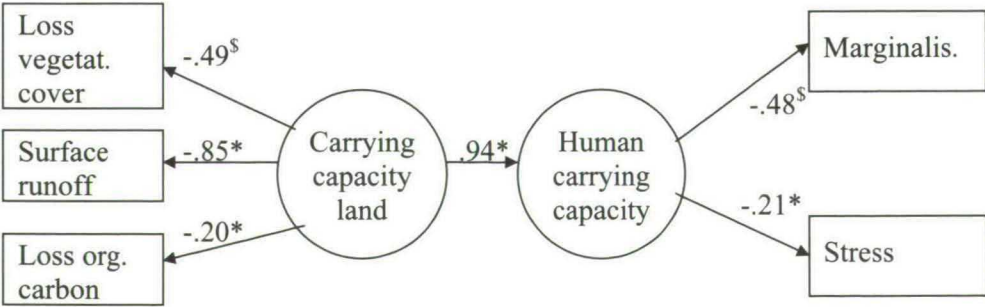 Loss
vegetat.
cover
-.49$
Surface
runoff
-.85*
Loss org.
carbon
-.20*
Carrying
capacity
land
.94*
Human
carrying
capacity
-.48$
Marginalis.
-.21*
Stress